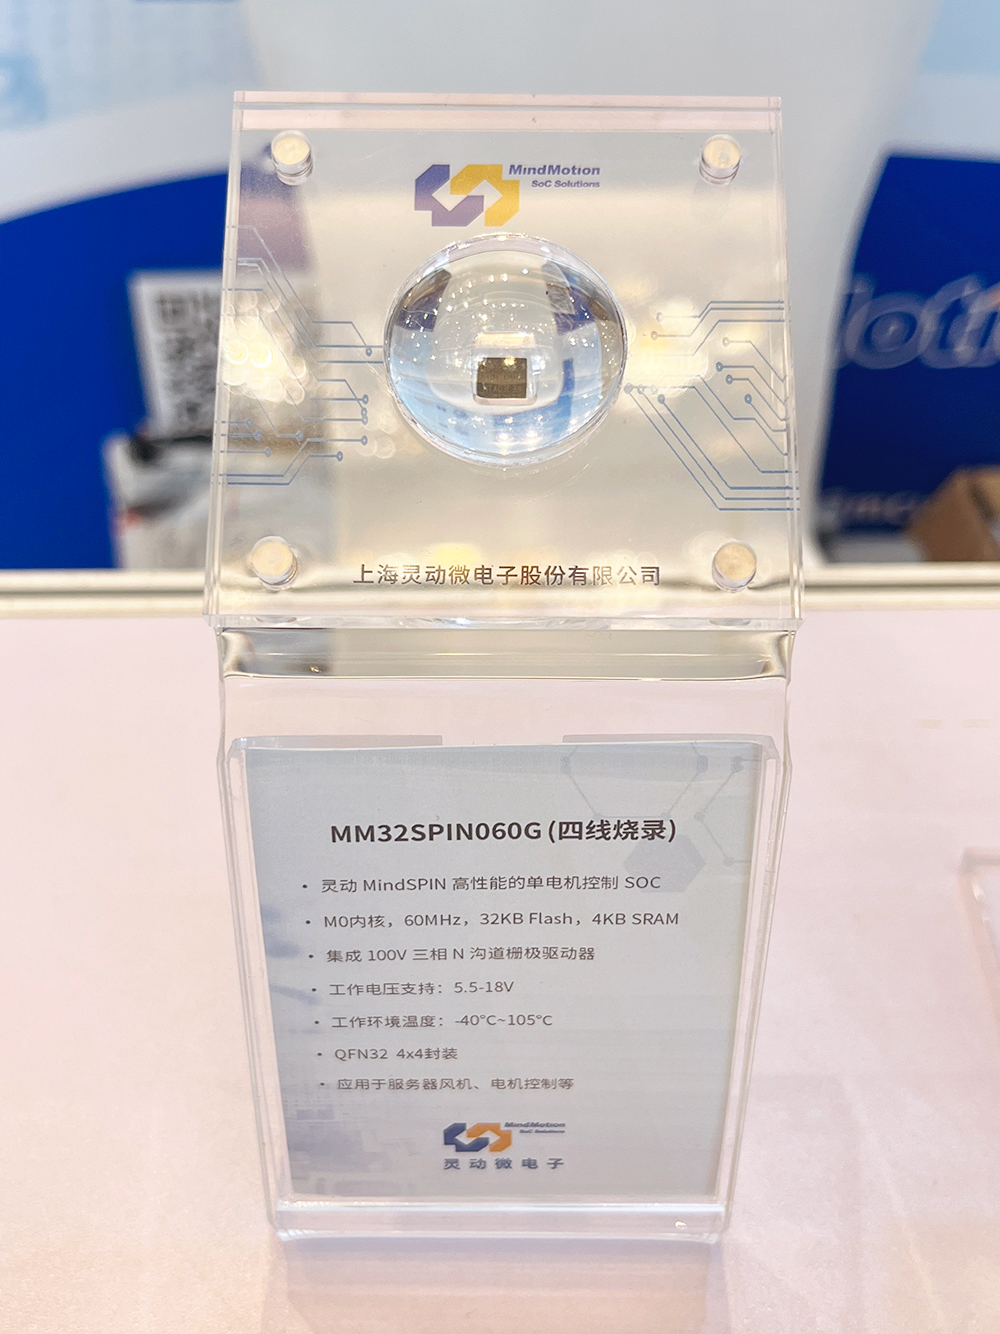 MindMotion
SoC Solutions
上海灵动微电子股份有限公司
MM32SPIN060G (四线烧录)
• 灵动 MindSPIN 高性能的单电机控制 SOC
• M0内核，60MHz，32KB Flash，4KB SRAM
• 集成 100V 三相 N 沟道栅极驱动器
• 工作电压支持：5.5-18V
• 工作环境温度：-40°C~105°C
• QFN32 4x4封装
• 应用于服务器风机、电机控制等
MindMotion
SoC Solutions
灵动微电子